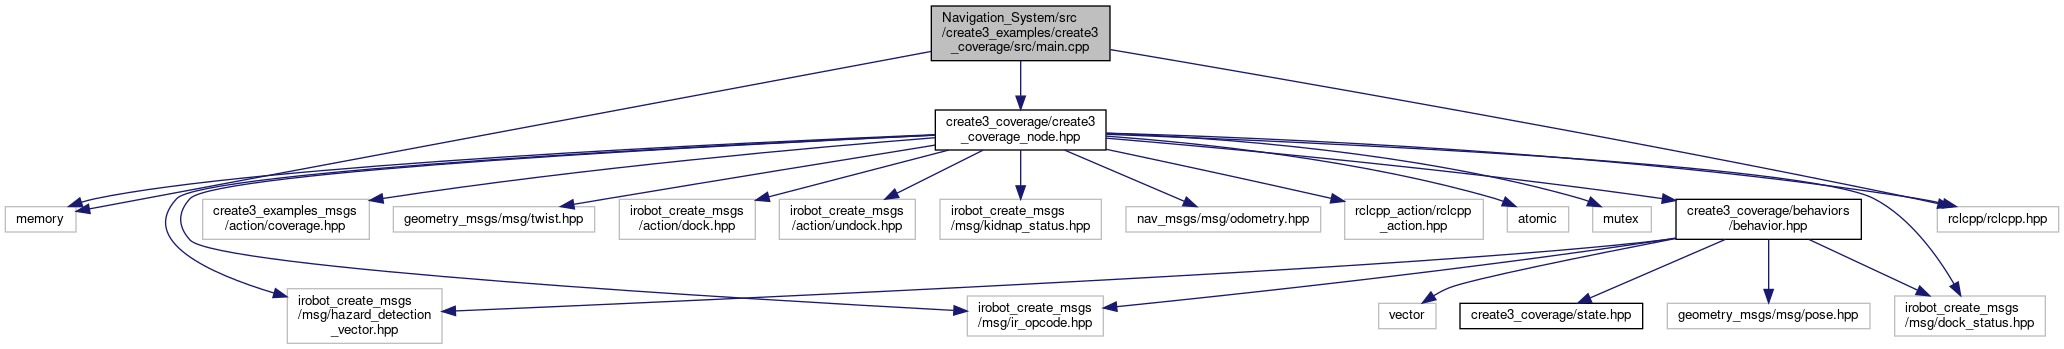 Navigation_System/src
/create3_examples/create3
_coverage/src/main.cpp
create3_coverage/create3
_coverage_node.hpp
memory
create3_examples_msgs
/action/coverage.hpp
geometry_msgs/msg/twist.hpp
irobot_create_msgs
/action/dock.hpp
irobot_create_msgs
/action/undock.hpp
irobot_create_msgs
/msg/kidnap_status.hpp
nav_msgs/msg/odometry.hpp
rclcpp_action/rclcpp
_action.hpp
atomic
mutex
create3_coverage/behaviors
/behavior.hpp
rclcpp/rclcpp.hpp
irobot_create_msgs
/msg/hazard_detection
_vector.hpp
irobot_create_msgs
/msg/ir_opcode.hpp
vector
create3_coverage/state.hpp
geometry_msgs/msg/pose.hpp
irobot_create_msgs
/msg/dock_status.hpp